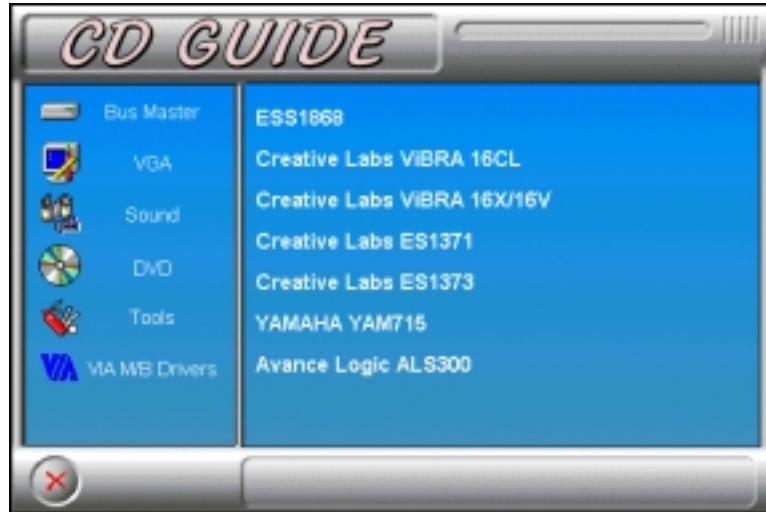 CD GUIDE
Bus Master
VGA
Sound
DVD
Tools
VIA VIA M/B Drivers
ESS1868
Creative Labs ViBRA 16CL
Creative Labs ViBRA 16X/16V
Creative Labs ES1371
Creative Labs ES1373
YAMAHA YAM715
Avance Logic ALS300